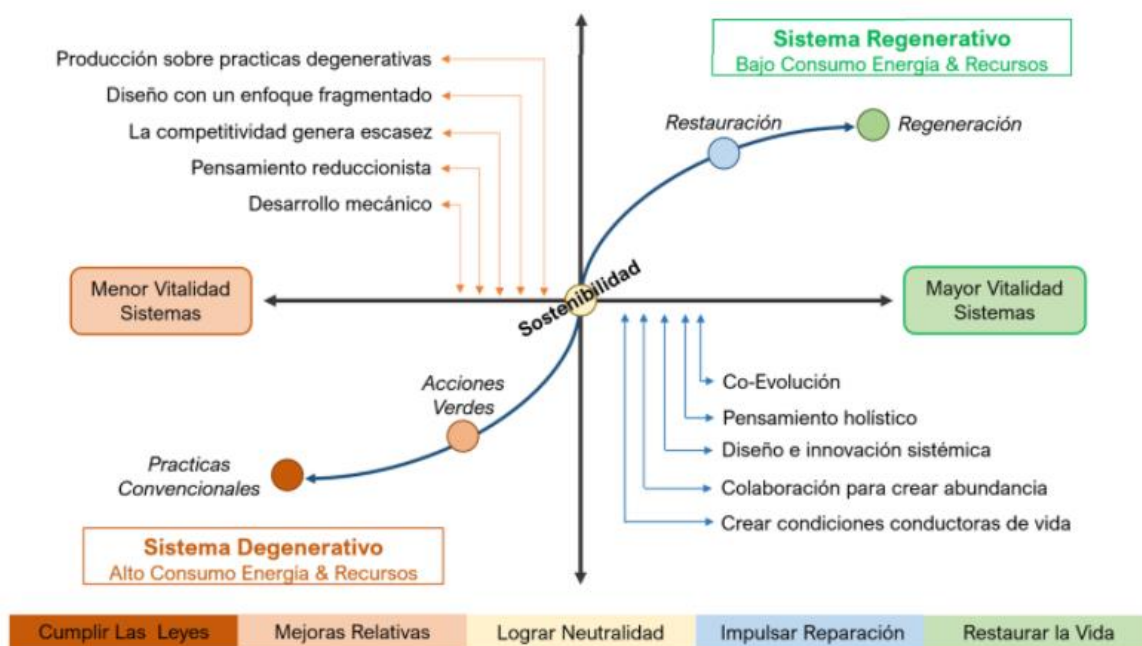 Sistema Regenerativo
Bajo Consumo Energía & Recursos
Producción sobre practicas degenerativas
Diseño con un enfoque fragmentado
La competitividad genera escasez
Pensamiento reduccionista
Desarrollo mecánico
Restauración
Regeneración
Menor Vitalidad
Sistemas
Sostenibilidad
Mayor Vitalidad
Sistemas
Acciones
Verdes
Practicas
Convencionales
Co-Evolución
Pensamiento holístico
Diseño e innovación sistémica
Colaboración para crear abundancia
Crear condiciones conductoras de vida
Sistema Degenerativo
Alto Consumo Energía & Recursos
Cumplir Las Leyes
Mejoras Relativas
Lograr Neutralidad
Impulsar Reparación
Restaurar la Vida